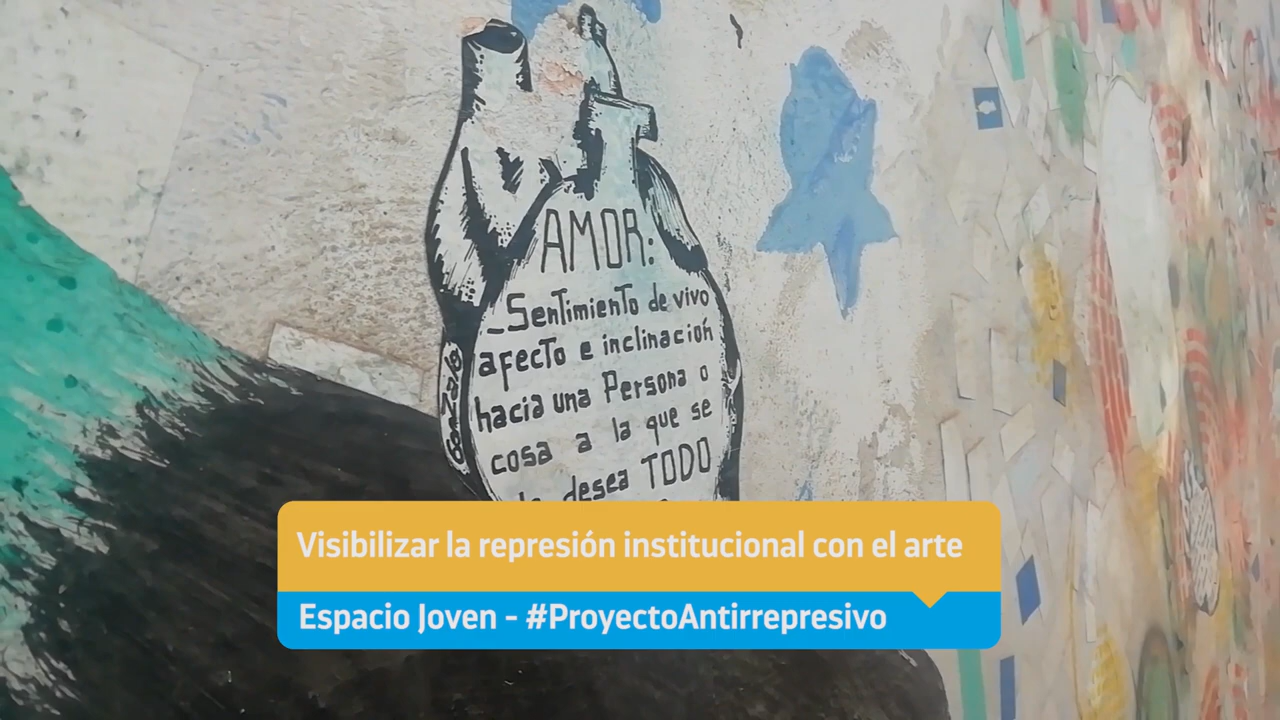 AMOR:
_Sentimiento de vivo
afecto e inclinación
hacia una Persona o
cosa a la que se
desea TODO
GonZalo
Visibilizar la represión institucional con el arte
Espacio Joven - #ProyectoAntirrepresivo